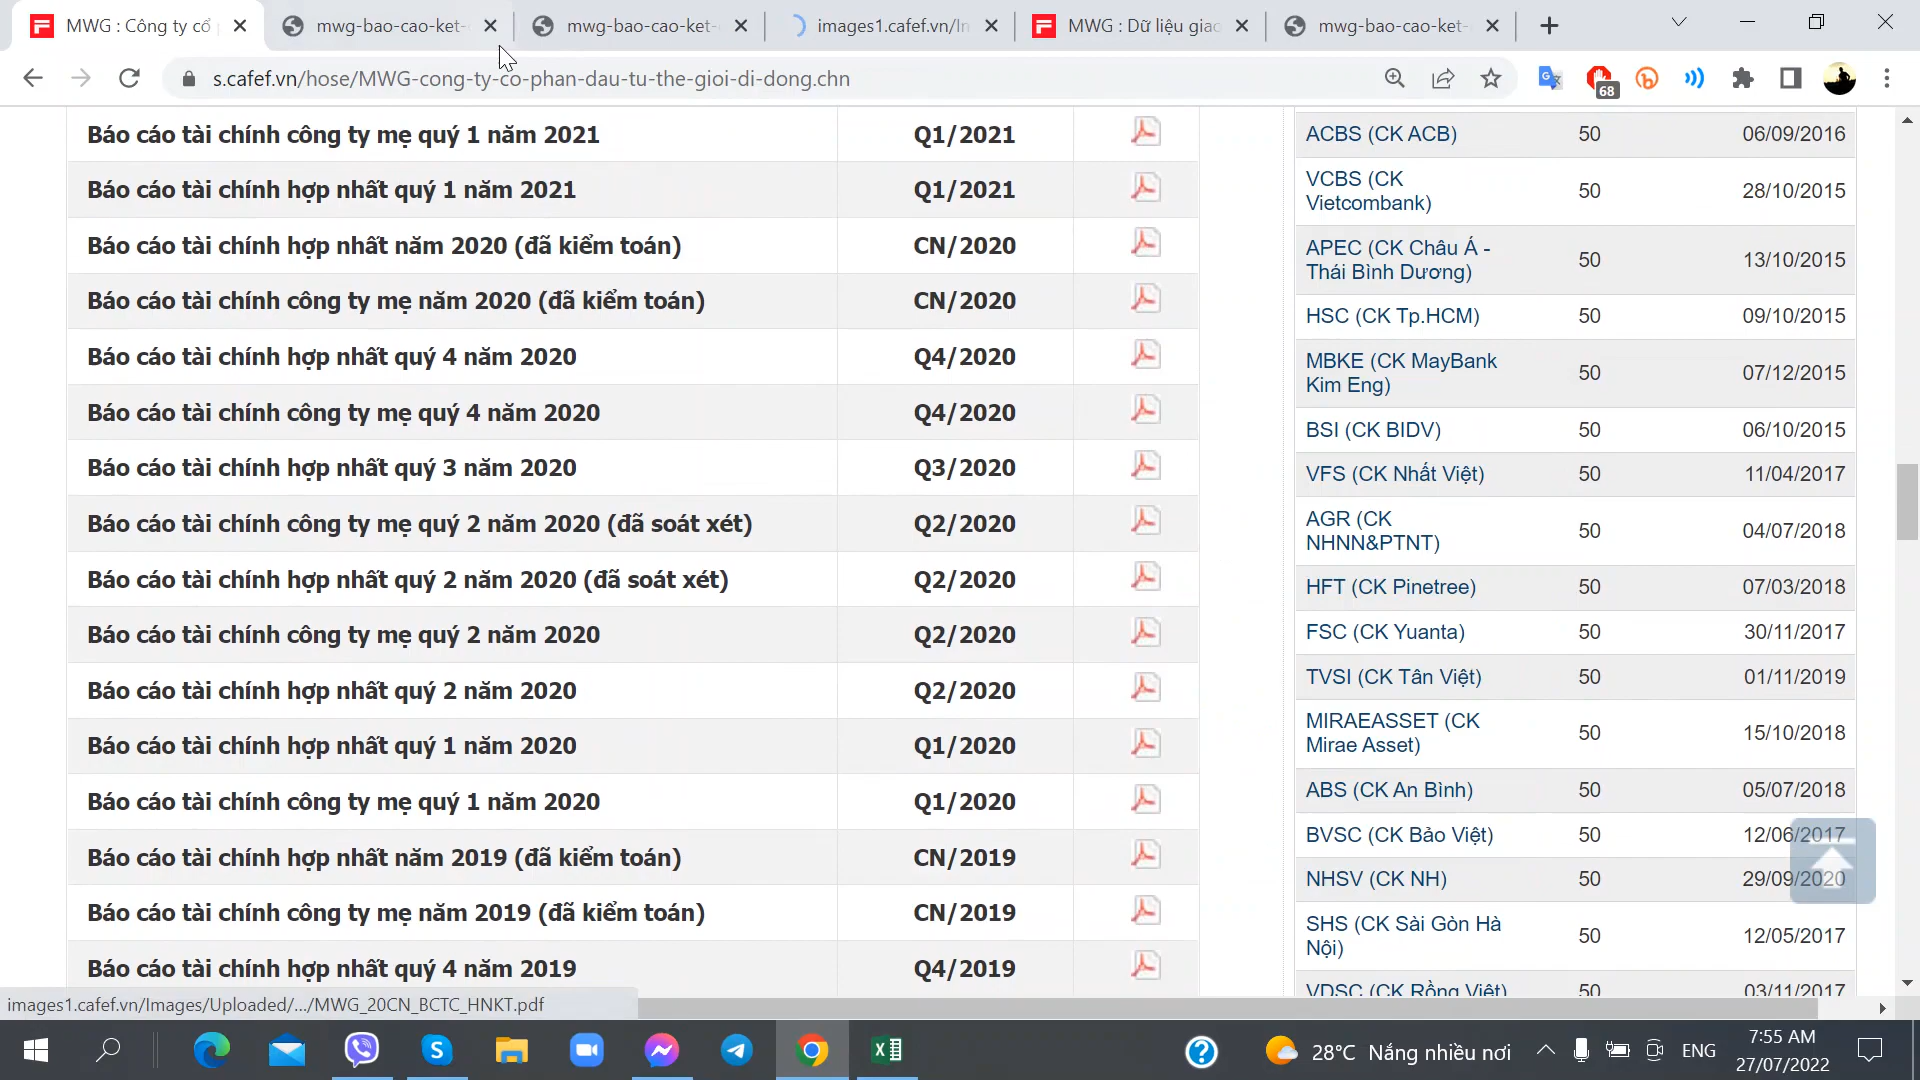 MWG : Công ty cổ
mwg-bao-cao-ket-
mwg-bao-cao-ket-
images1.cafef.vn/
MWG : Dữ liệu giao
mwg-bao-cao-ket-
s.cafef.vn/hose/MWG-cong-ty-co-phan-dau-tu-the-gioi-di-dong.chn
68
Báo cáo tài chính công ty mẹ quý 1 năm 2021 Q1/2021
Báo cáo tài chính hợp nhất quý 1 năm 2021 Q1/2021
Báo cáo tài chính hợp nhất năm 2020 (đã kiểm toán) CN/2020
Báo cáo tài chính công ty mẹ năm 2020 (đã kiểm toán) CN/2020
Báo cáo tài chính hợp nhất quý 4 năm 2020 Q4/2020
Báo cáo tài chính công ty mẹ quý 4 năm 2020 Q4/2020
Báo cáo tài chính hợp nhất quý 3 năm 2020 Q3/2020
Báo cáo tài chính công ty mẹ quý 2 năm 2020 (đã soát xét) Q2/2020
Báo cáo tài chính hợp nhất quý 2 năm 2020 (đã soát xét) Q2/2020
Báo cáo tài chính công ty mẹ quý 2 năm 2020 Q2/2020
Báo cáo tài chính hợp nhất quý 2 năm 2020 Q2/2020
Báo cáo tài chính hợp nhất quý 1 năm 2020 Q1/2020
Báo cáo tài chính công ty mẹ quý 1 năm 2020 Q1/2020
Báo cáo tài chính hợp nhất năm 2019 (đã kiểm toán) CN/2019
Báo cáo tài chính công ty mẹ năm 2019 (đã kiểm toán) CN/2019
Báo cáo tài chính hợp nhất quý 4 năm 2019 Q4/2019
ACBS (CK ACB) 50 06/09/2016
VCBS (CK
Vietcombank) 50 28/10/2015
APEC (CK Châu Á -
Thái Bình Dương) 50 13/10/2015
HSC (CK Tp.HCM) 50 09/10/2015
MBKE (CK MayBank
Kim Eng) 50 07/12/2015
BSI (CK BIDV) 50 06/10/2015
VFS (CK Nhất Việt) 50 11/04/2017
AGR (CK
NHNN&PTNT) 50 04/07/2018
HFT (CK Pinetree) 50 07/03/2018
FSC (CK Yuanta) 50 30/11/2017
TVSI (CK Tân Việt) 50 01/11/2019
MIRAEASSET (CK
Mirae Asset) 50 15/10/2018
ABS (CK An Bình) 50 05/07/2018
BVSC (CK Bảo Việt) 50 12/06/2017
NHSV (CK NH) 50 29/09/2020
SHS (CK Sài Gòn Hà
Nội) 50 12/05/2017
VDSC (CK Rồng Việt) 50 03/11/2017
images1.cafef.vn/Images/Uploaded/.../MWG_20CN_BCTC_HNKT.pdf
28°C Nắng nhiều nơi
ENG
7:55 AM
27/07/2022